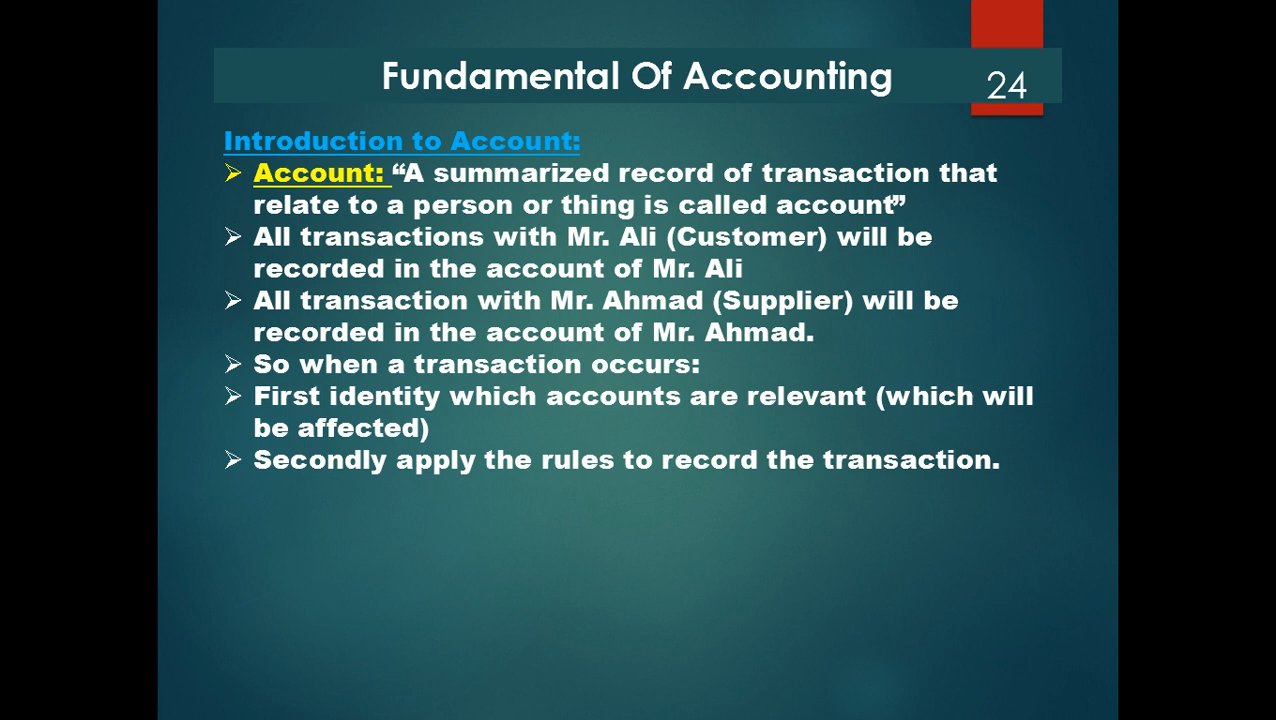 Fundamental Of Accounting
24
Introduction to Account:
➢ Account: “A summarized record of transaction that
relate to a person or thing is called account”
➢ All transactions with Mr. Ali (Customer) will be
recorded in the account of Mr. Ali
➢ All transaction with Mr. Ahmad (Supplier) will be
recorded in the account of Mr. Ahmad.
➢ So when a transaction occurs:
➢ First identity which accounts are relevant (which will
be affected)
➢ Secondly apply the rules to record the transaction.